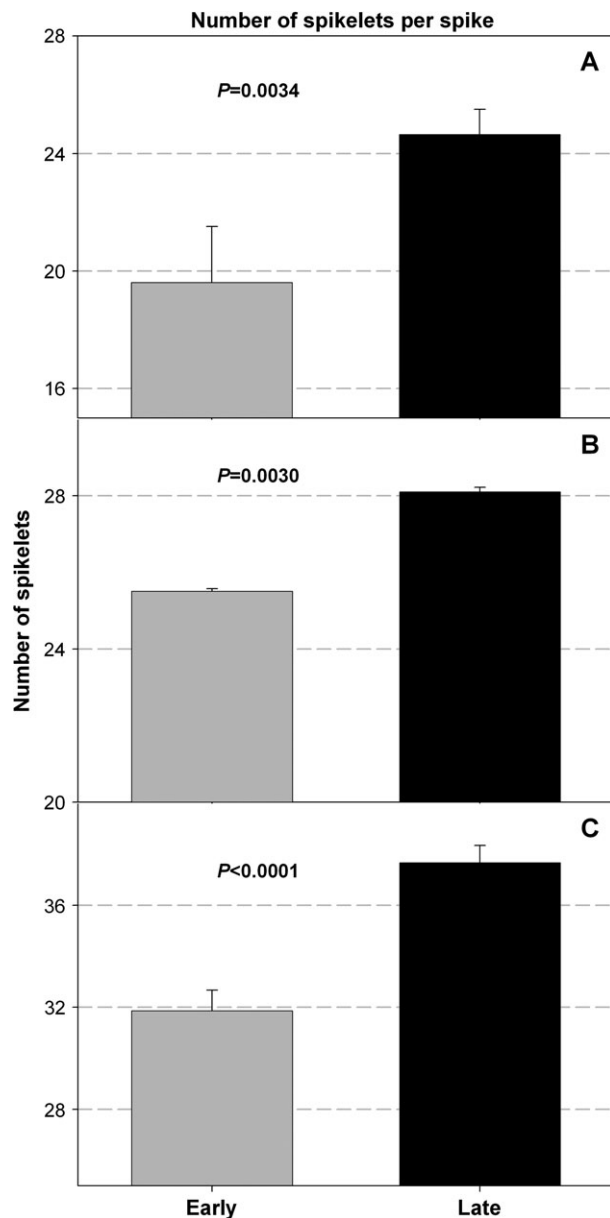 Number of spikelets per spike
28
A
P=0.0034
24
20
16
B
P=0.0030
28
24
20
Number of spikelets
C
P<0.0001
36
32
28
Early Late